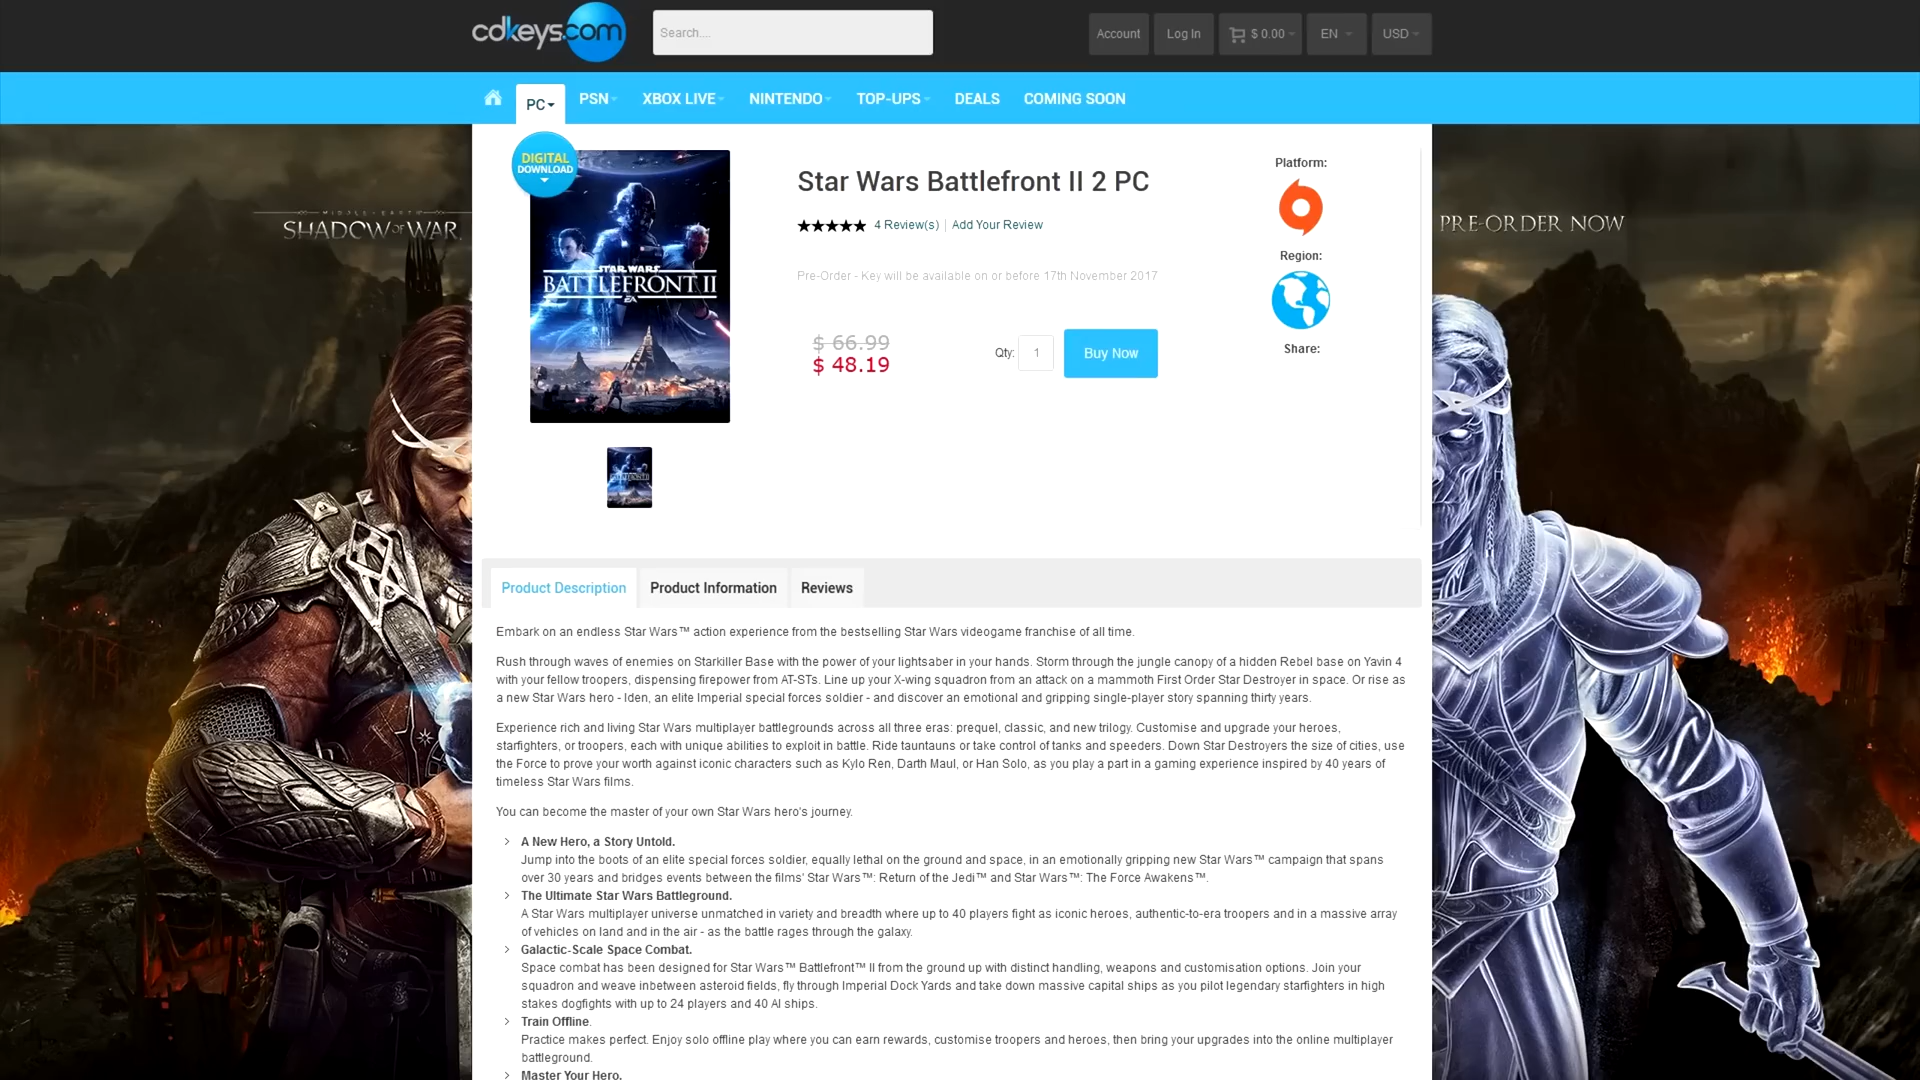 cdkeys.com
Search....
Account
Log In
$ 0.00
EN
USD
PC
PSN
XBOX LIVE
NINTENDO
TOP-UPS
DEALS
COMING SOON
DIGITAL
DOWNLOAD
STAR WARS
BATTLEFRONT II
EA
Star Wars Battlefront II 2 PC
4 Review(s) | Add Your Review
Pre-Order - Key will be available on or before 17th November 2017
$ 66.99
$ 48.19
Qty: 1
Buy Now
Platform:
Region:
Share:
MIDDLE-EARTH
SHADOW OF WAR
PRE-ORDER NOW
Product Description
Product Information
Reviews
Embark on an endless Star Wars™ action experience from the bestselling Star Wars videogame franchise of all time.
Rush through waves of enemies on Starkiller Base with the power of your lightsaber in your hands. Storm through the jungle canopy of a hidden Rebel base on Yavin 4
with your fellow troopers, dispensing firepower from AT-STs. Line up your X-wing squadron from an attack on a mammoth First Order Star Destroyer in space. Or rise as
a new Star Wars hero - Iden, an elite Imperial special forces soldier - and discover an emotional and gripping single-player story spanning thirty years.
Experience rich and living Star Wars multiplayer battlegrounds across all three eras: prequel, classic, and new trilogy. Customise and upgrade your heroes,
starfighters, or troopers, each with unique abilities to exploit in battle. Ride tauntauns or take control of tanks and speeders. Down Star Destroyers the size of cities, use
the Force to prove your worth against iconic characters such as Kylo Ren, Darth Maul, or Han Solo, as you play a part in a gaming experience inspired by 40 years of
timeless Star Wars films.
You can become the master of your own Star Wars hero's journey.
A New Hero, a Story Untold.
Jump into the boots of an elite special forces soldier, equally lethal on the ground and space, in an emotionally gripping new Star Wars™ campaign that spans
over 30 years and bridges events between the films' Star Wars™: Return of the Jedi™ and Star Wars™: The Force Awakens™.
The Ultimate Star Wars Battleground.
A Star Wars multiplayer universe unmatched in variety and breadth where up to 40 players fight as iconic heroes, authentic-to-era troopers and in a massive array
of vehicles on land and in the air - as the battle rages through the galaxy.
Galactic-Scale Space Combat.
Space combat has been designed for Star Wars™ Battlefront™ II from the ground up with distinct handling, weapons and customisation options. Join your
squadron and weave inbetween asteroid fields, fly through Imperial Dock Yards and take down massive capital ships as you pilot legendary starfighters in high
stakes dogfights with up to 24 players and 40 AI ships.
Train Offline.
Practice makes perfect. Enjoy solo offline play where you can earn rewards, customise troopers and heroes, then bring your upgrades into the online multiplayer
battleground.
Master Your Hero.